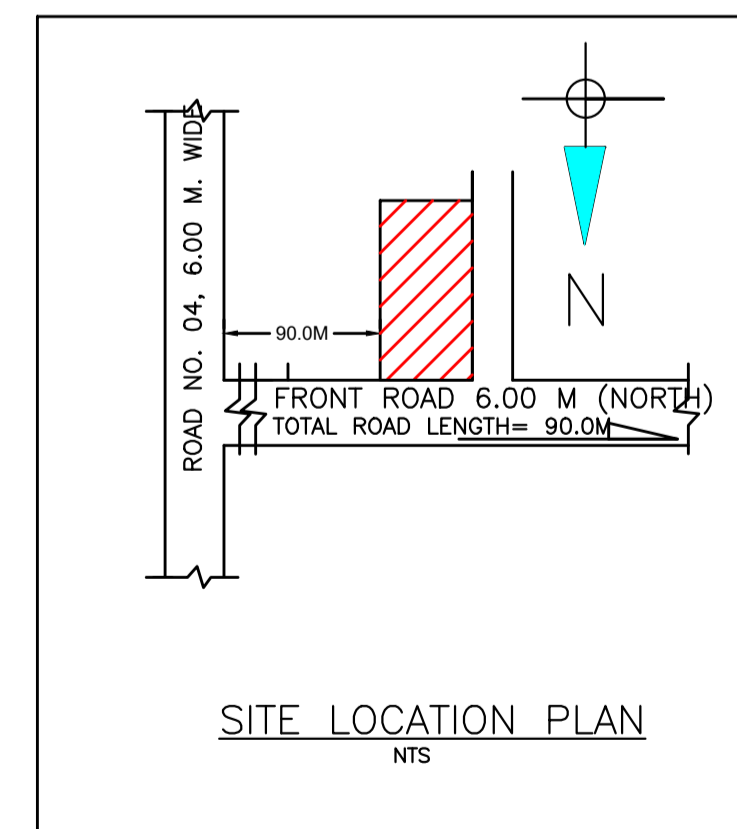 ROAD NO. 04, 6.00 M. WIDE
N
90.0M
FRONT ROAD 6.00 M (NORTH)
TOTAL ROAD LENGTH= 90.0M
SITE LOCATION PLAN
NTS